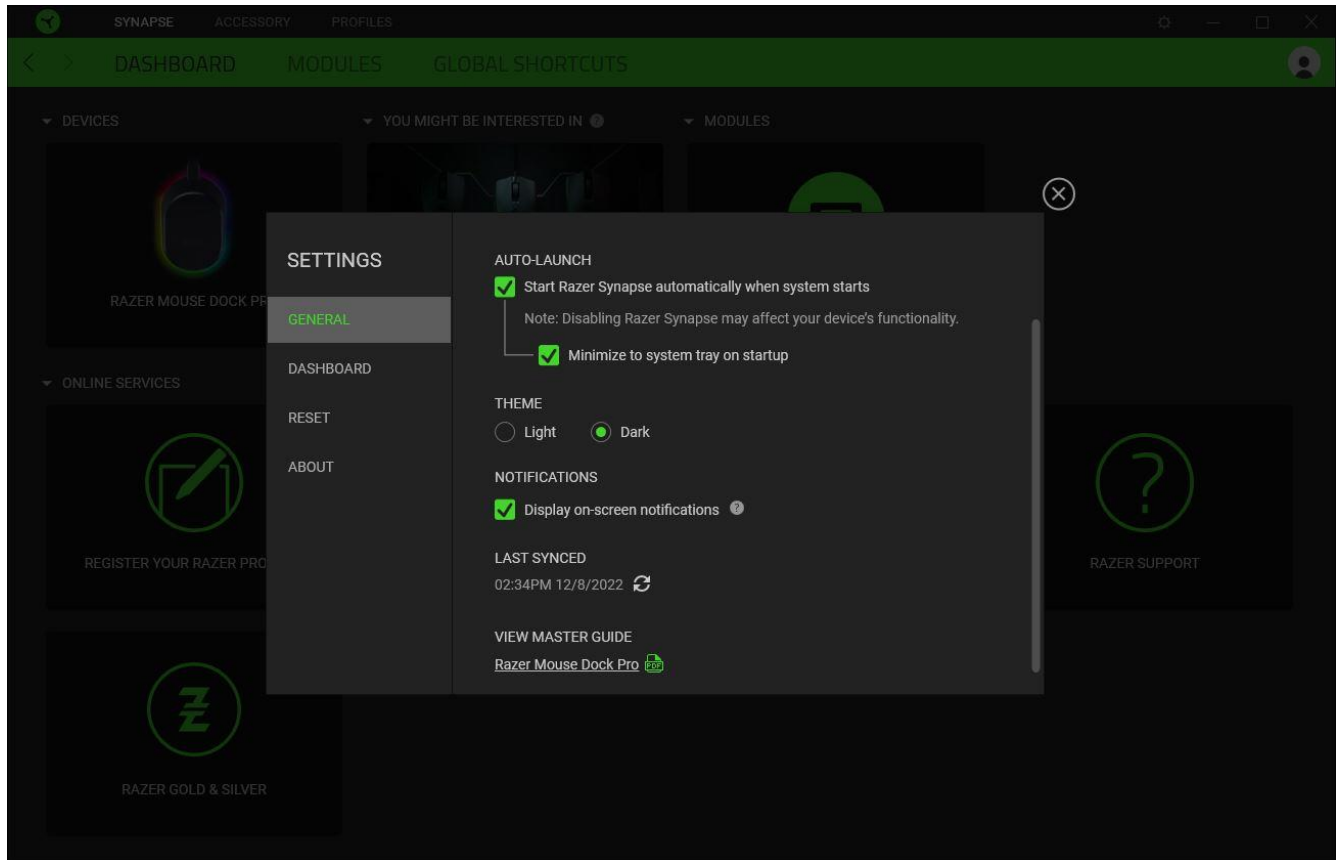 SYNAPSE ACCESSORY PROFILES
DASHBOARD MODULES GLOBAL SHORTCUTS
DEVICES
YOU MIGHT BE INTERESTED IN ?
MODULES
RAZER MOUSE DOCK PR
ONLINE SERVICES
REGISTER YOUR RAZER PRO
RAZER SUPPORT
RAZER GOLD & SILVER
SETTINGS
GENERAL
DASHBOARD
RESET
ABOUT
AUTO-LAUNCH
Start Razer Synapse automatically when system starts
Note: Disabling Razer Synapse may affect your device's functionality.
Minimize to system tray on startup
THEME
Light Dark
NOTIFICATIONS
Display on-screen notifications ?
LAST SYNCED
02:34PM 12/8/2022
VIEW MASTER GUIDE
Razer Mouse Dock Pro PDF